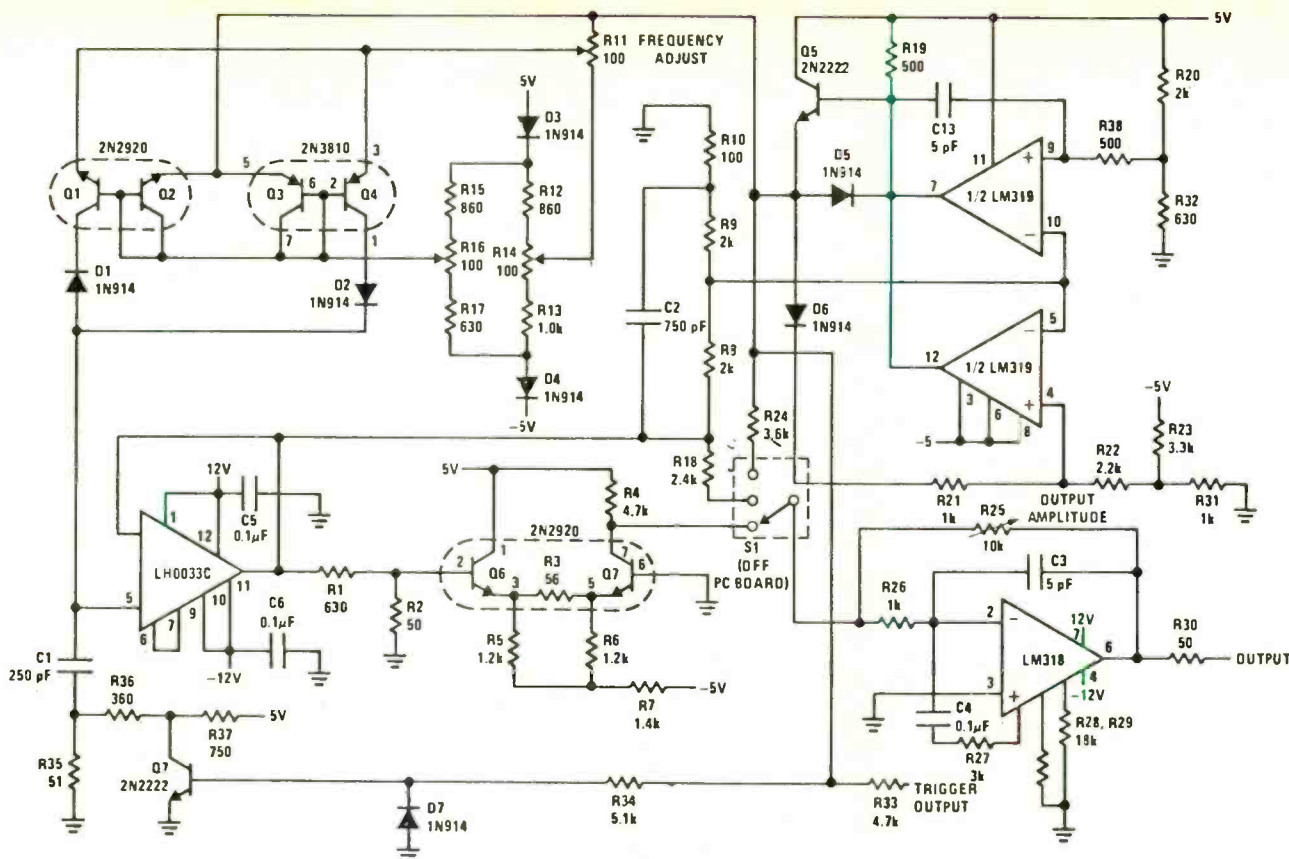 R11
100
FREQUENCY
ADJUST
5V
D3
1N914
2N2920
2N3810
5
3
Q1
Q2
Q3
6
2
Q4
7
1
D1
1N914
D2
1N914
R15
860
R12
860
R16
100
R14
100
R17
630
R13
1.0k
D4
1N914
-5V
R10
100
R9
2k
C2
750 pF
R8
2k
R18
2.4k
Q5
2N2222
R19
500
5V
C13
5 pF
R38
500
R20
2k
R32
630
D5
1N914
11
9
7
1/2 LM319
10
D6
1N914
5
12
1/2 LM319
4
3
6
8
-5
-5V
R23
3.3k
R24
3.6k
R21
1k
R22
2.2k
R31
1k
OUTPUT
AMPLITUDE
R25
10k
S1
(OFF
PC BOARD)
C3
5 pF
R26
1k
2
3
12V
7
LM318
6
4
-12V
R30
50
OUTPUT
C4
0.1µF
R27
3k
R28, R29
18k
12V
1
12
C5
0.1µF
LH0033C
11
10
9
5
6
7
C6
0.1µF
-12V
R1
630
R2
50
5V
R4
4.7k
2N2920
1
2
Q6
R3
56
3
5
7
Q7
6
R5
1.2k
R6
1.2k
R7
1.4k
-5V
C1
250 pF
R36
360
R37
750
5V
R35
51
Q7
2N2222
D7
1N914
R34
5.1k
R33
4.7k
TRIGGER
OUTPUT